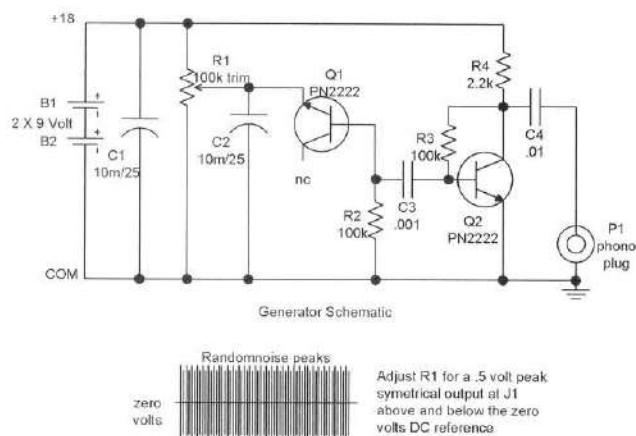 +18
R1
100k trim
Q1
PN2222
R4
2.2k
B1
2 X 9 Volt
B2
C1
10m/25
C2
10m/25
nc
R3
100k
C4
.01
C3
.001
R2
100k
Q2
PN2222
P1
phono
plug
COM
Generator Schematic
Randomnoise peaks
zero
volts
Adjust R1 for a .5 volt peak
symetrical output at J1
above and below the zero
volts DC reference